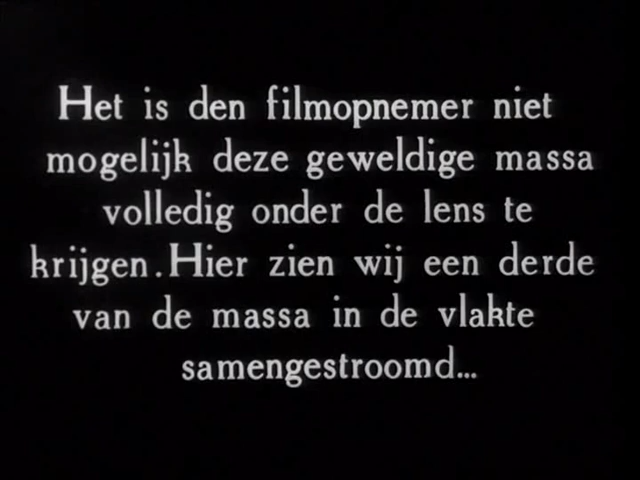 Het is den filmopnemer niet
mogelijk deze geweldige massa
volledig onder de lens te
krijgen. Hier zien wij een derde
van de massa in de vlakte
samengestroomd...